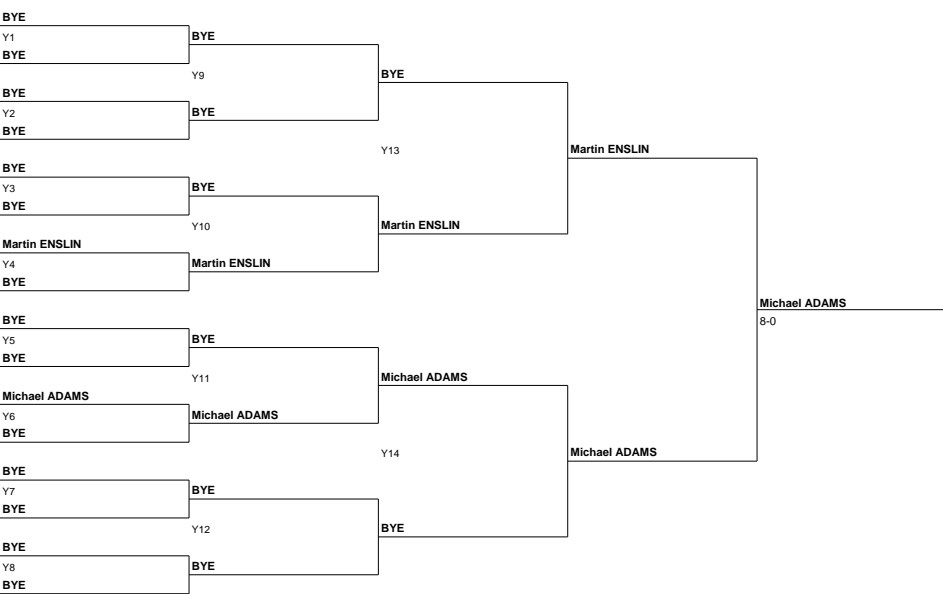 BYE
Y1
BYE
BYE
Y9
BYE
BYE
Y2
BYE
BYE
Y13
Martin ENSLIN
BYE
Y3
BYE
BYE
Y10
Martin ENSLIN
Martin ENSLIN
Y4
Martin ENSLIN
BYE
Michael ADAMS
8-0
BYE
Y5
BYE
BYE
Y11
Michael ADAMS
Michael ADAMS
Y6
Michael ADAMS
BYE
Y14
Michael ADAMS
BYE
Y7
BYE
BYE
Y12
BYE
BYE
Y8
BYE
BYE